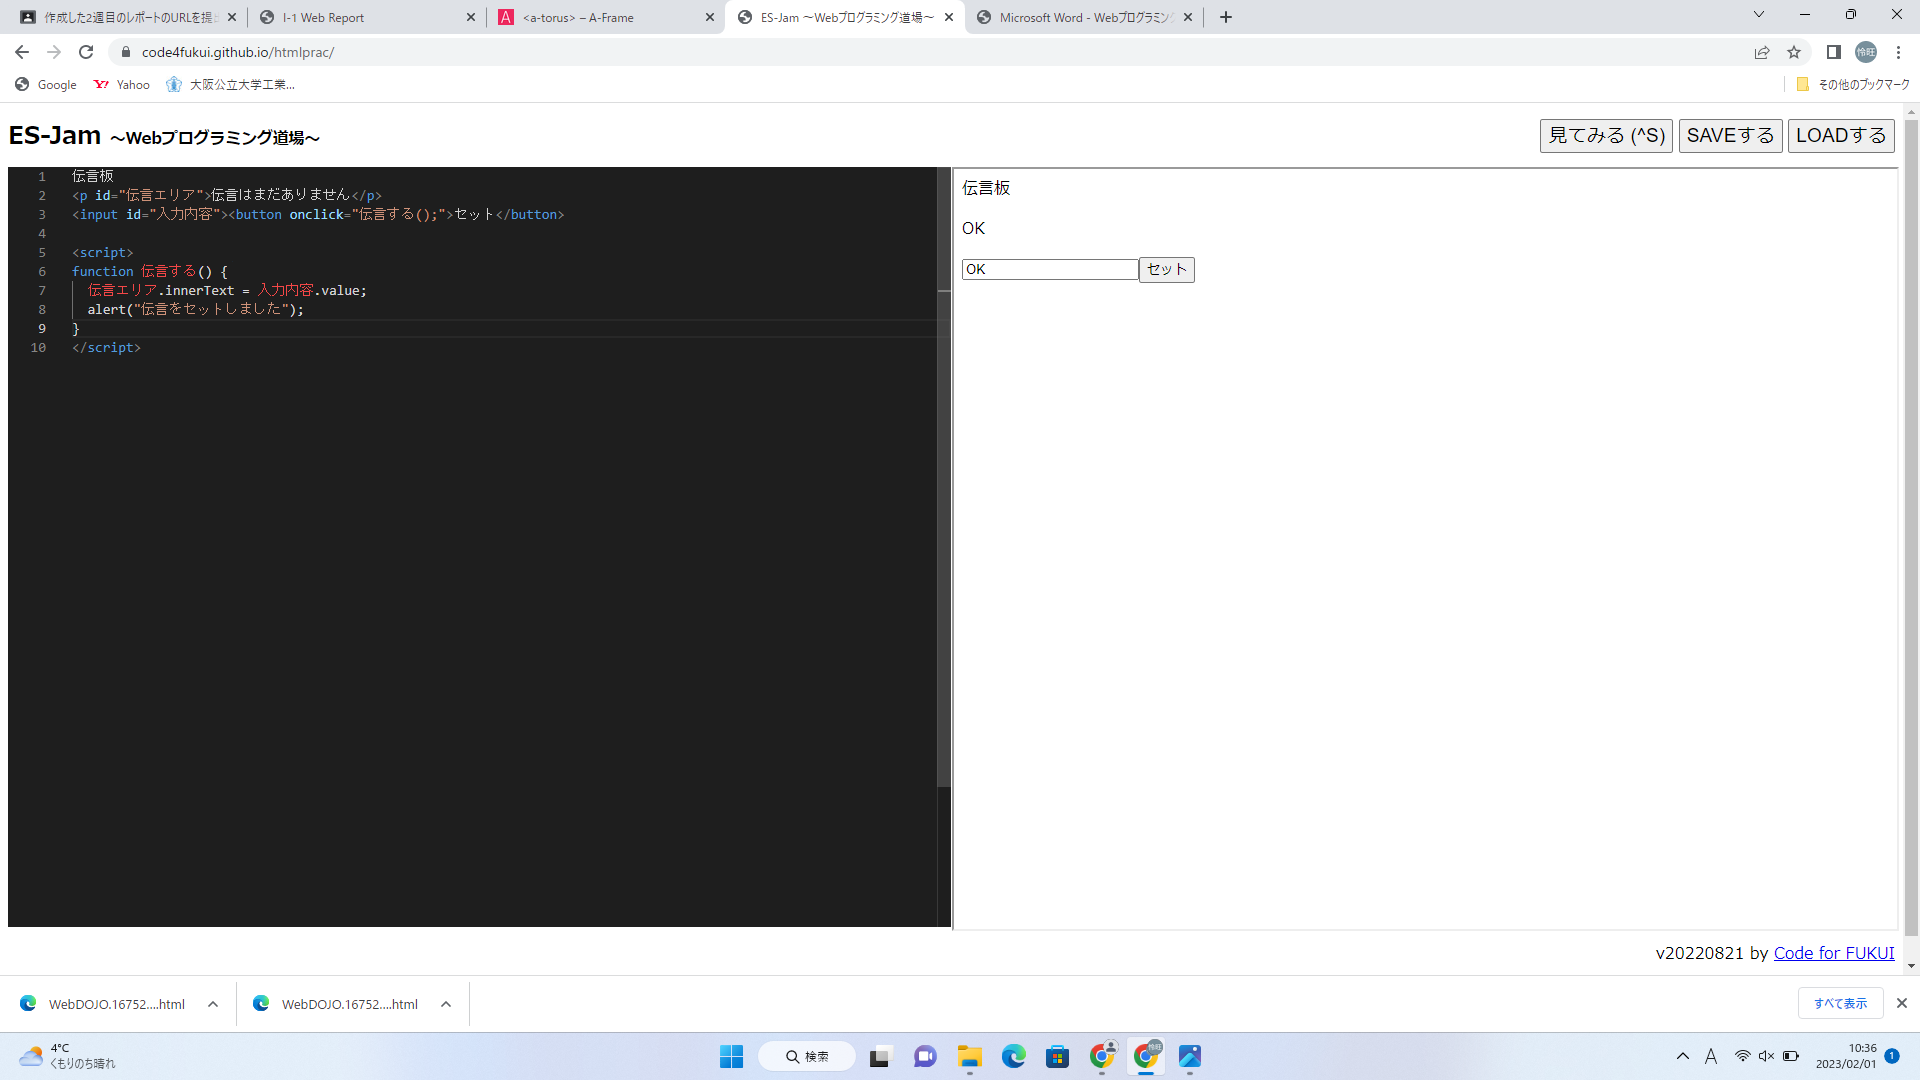 作成した2週目のレポートのURLを提
I-1 Web Report
<a-torus> – A-Frame
ES-Jam ～Webプログラミング道場～
Microsoft Word - Webプログラミン
code4fukui.github.io/htmlprac/
怜旺
Google
Yahoo
大阪公立大学工業...
その他のブックマーク
ES-Jam ～Webプログラミング道場～
見てみる (^S)
SAVEする
LOADする
1 伝言板
2 <p id="伝言エリア">伝言はまだありません</p>
3 <input id="入力内容"><button onclick="伝言する();">セット</button>
4
5 <script>
6 function 伝言する() {
7 伝言エリア.innerText = 入力内容.value;
8 alert("伝言をセットしました");
9 }
10 </script>
伝言板
OK
OK セット
v20220821 by Code for FUKUI
WebDOJO.16752....html
WebDOJO.16752....html
すべて表示
4°C
くもりのち晴れ
検索
A
10:36
2023/02/01
1